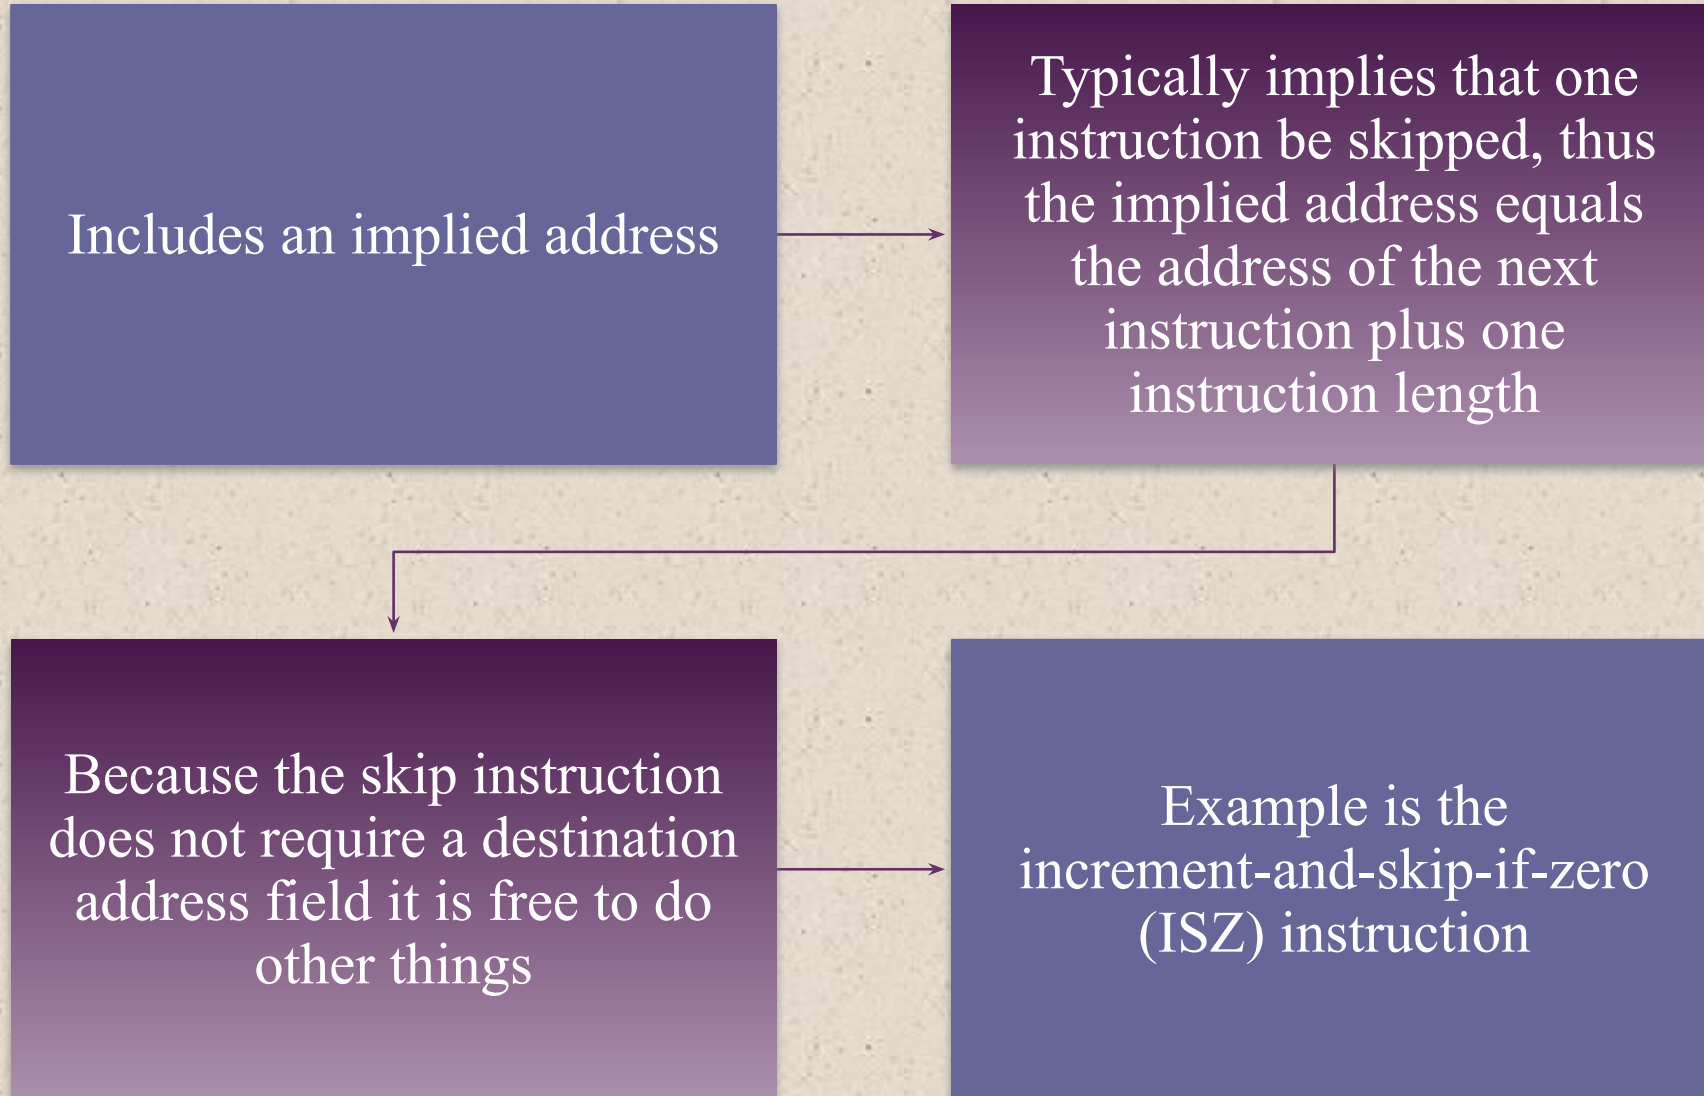 Includes an implied address
Typically implies that one
instruction be skipped, thus
the implied address equals
the address of the next
instruction plus one
instruction length
Because the skip instruction
does not require a destination
address field it is free to do
other things
Example is the
increment-and-skip-if-zero
(ISZ) instruction